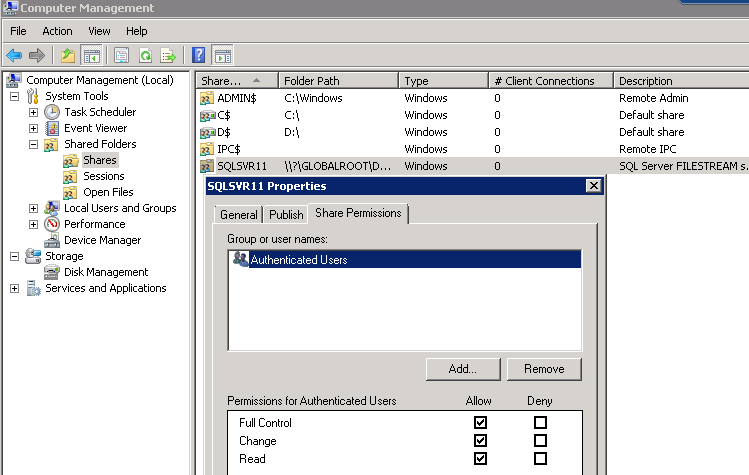 Computer Management
File Action View Help
Computer Management (Local)
System Tools
Task Scheduler
Event Viewer
Shared Folders
Shares
Sessions
Open Files
Local Users and Groups
Performance
Device Manager
Storage
Disk Management
Services and Applications
Share... Folder Path Type # Client Connections Description
ADMIN$ C:\Windows Windows 0 Remote Admin
C$ C:\ Windows 0 Default share
D$ D:\ Windows 0 Default share
IPC$ Windows 0 Remote IPC
SQLSVR11 \\?\GLOBALROOT\D... Windows 0 SQL Server FILESTREAM s...
SQLSVR11 Properties
General Publish Share Permissions
Group or user names:
Authenticated Users
Add... Remove
Permissions for Authenticated Users Allow Deny
Full Control
Change
Read